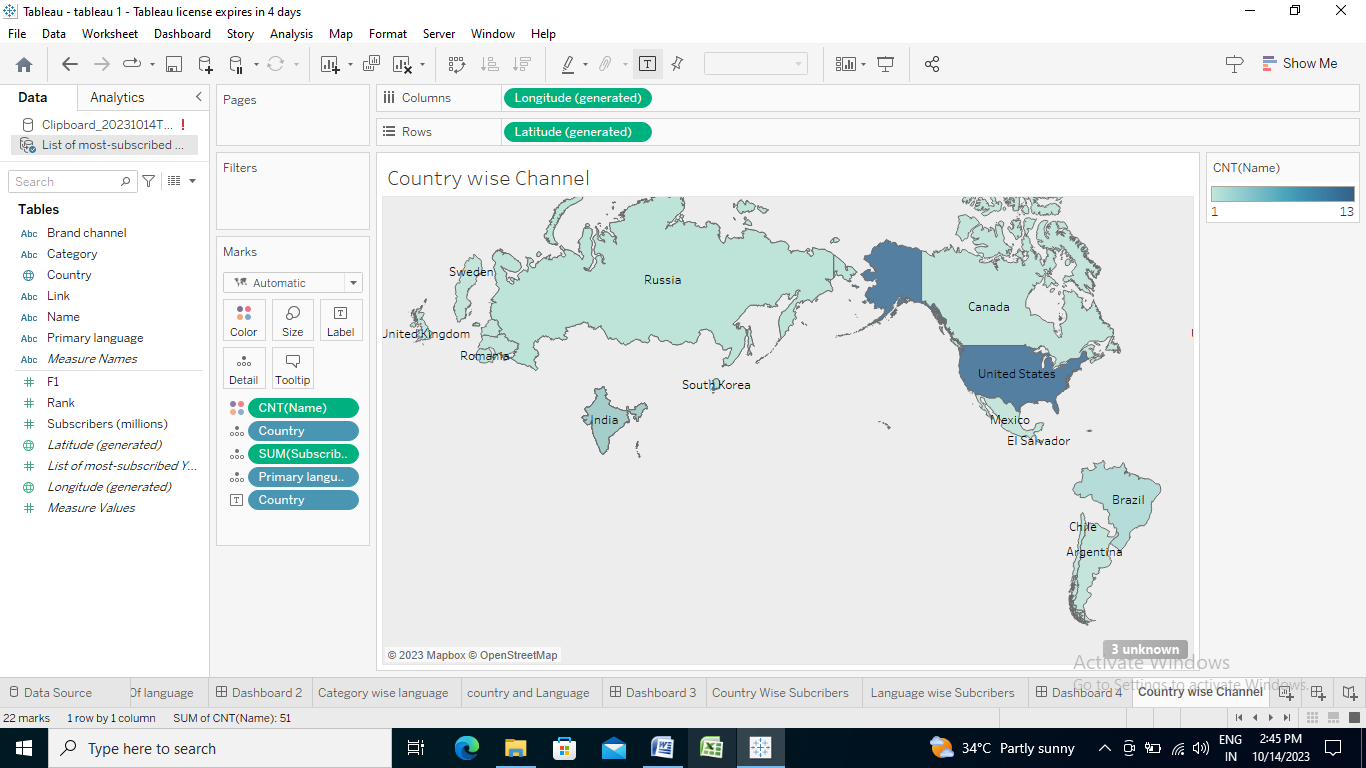 Tableau - tableau 1 - Tableau license expires in 4 days
File Data Worksheet Dashboard Story Analysis Map Format Server Window Help
Show Me
Data Analytics
Clipboard_20231014T... !
List of most-subscribed ...
Search
Tables
Abc Brand channel
Abc Category
Country
Abc Link
Abc Name
Abc Primary language
Abc Measure Names
# F1
# Rank
# Subscribers (millions)
Latitude (generated)
# List of most-subscribed Y...
Longitude (generated)
# Measure Values
Pages
Filters
Marks
Automatic
Color Size Label
Detail Tooltip
CNT(Name)
Country
SUM(Subscrib..
Primary langu..
Country
Columns Longitude (generated)
Rows Latitude (generated)
Country wise Channel
Sweden
Russia
United Kingdom
Romania
South Korea
India
Canada
United States
Mexico
El Salvador
Brazil
Chile
Argentina
© 2023 Mapbox © OpenStreetMap
3 unknown
CNT(Name)
1 13
Activate Windows
Go to Settings to activate Windows.
Data Source Of language Dashboard 2 Category wise language country and Language Dashboard 3 Country Wise Subcribers Language wise Subcribers Dashboard 4 Country wise Channel
22 marks 1 row by 1 column SUM of CNT(Name): 51
Type here to search
34°C Partly sunny
ENG
IN
2:45 PM
10/14/2023